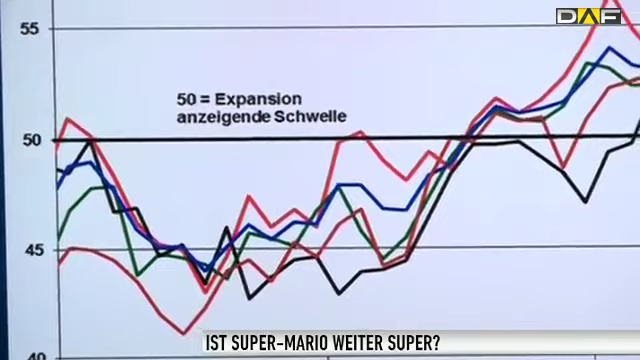 DAF
55
50 = Expansion
anzeigende Schwelle
50
45
40
IST SUPER-MARIO WEITER SUPER?